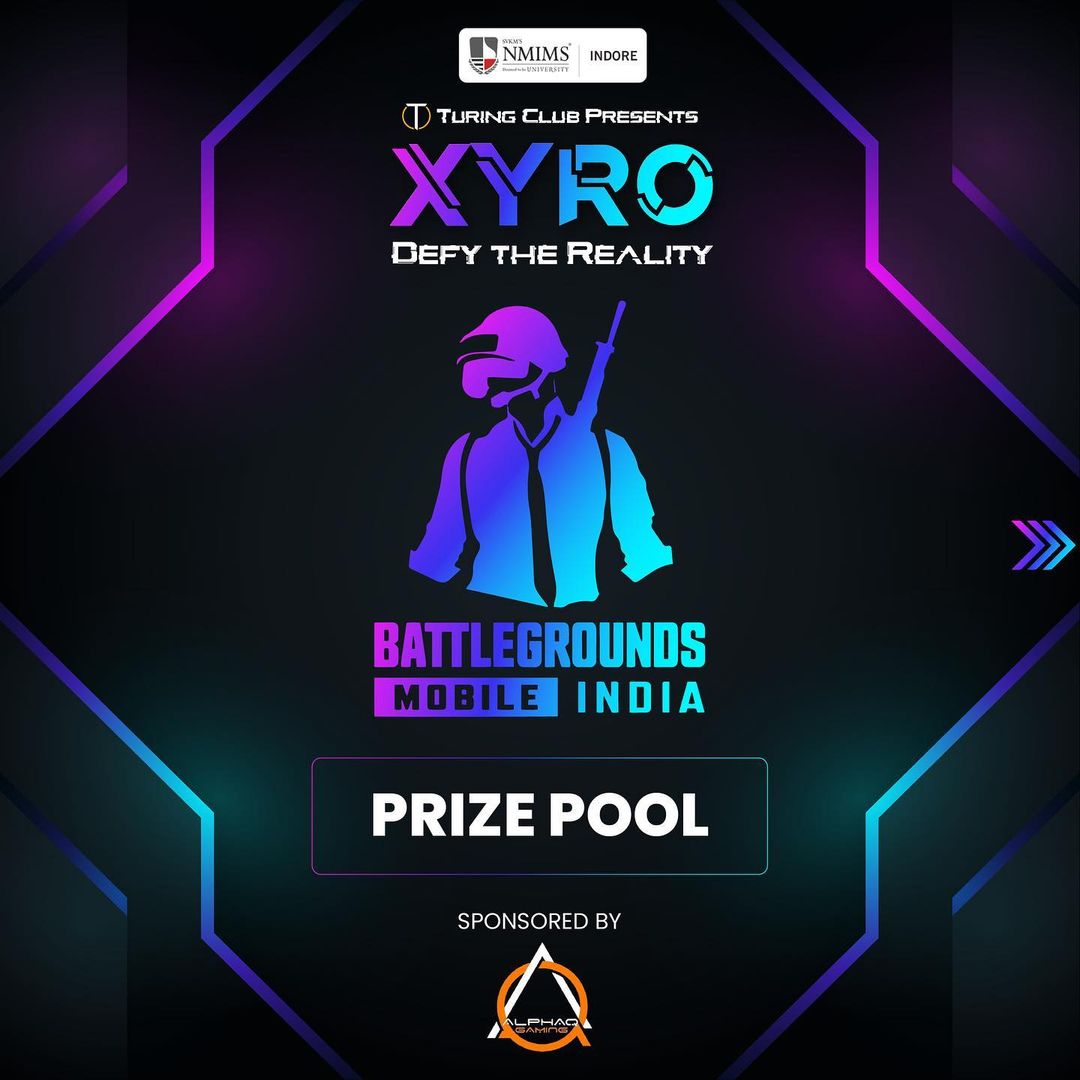 SVKM'S
NMIMS
Deemed to be UNIVERSITY
INDORE
TURING CLUB PRESENTS
XYRO
DEFY THE REALITY
BATTLEGROUNDS
MOBILE INDIA
PRIZE POOL
SPONSORED BY
ALPHAQ
GAMING